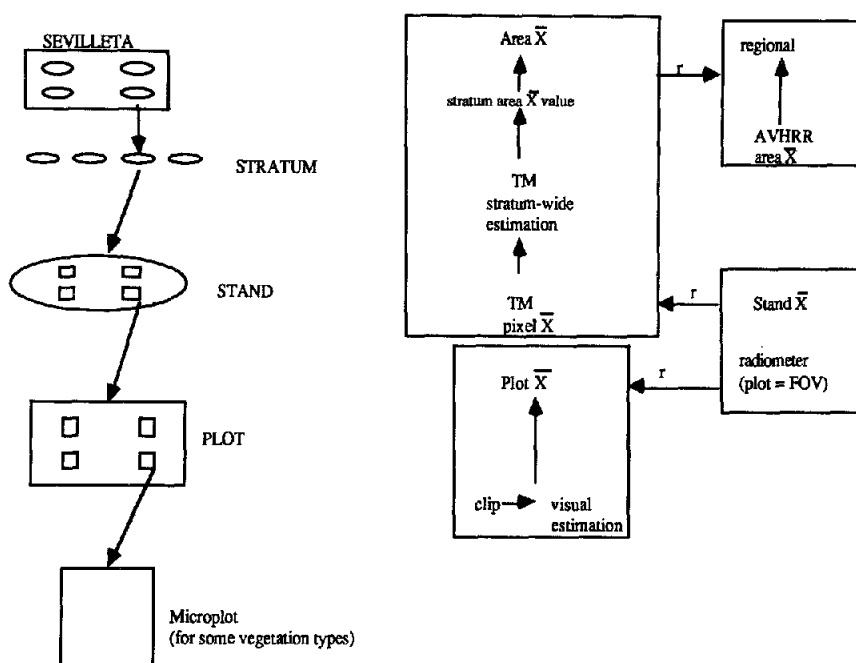 SEVILLETA
STRATUM
STAND
PLOT
Microplot
(for some vegetation types)
Area X̅
stratum area X̅ value
TM
stratum-wide
estimation
TM
pixel X̅
r
regional
AVHRR
area X̅
r
Stand X̅
radiometer
(plot = FOV)
r
Plot X̅
clip
visual
estimation